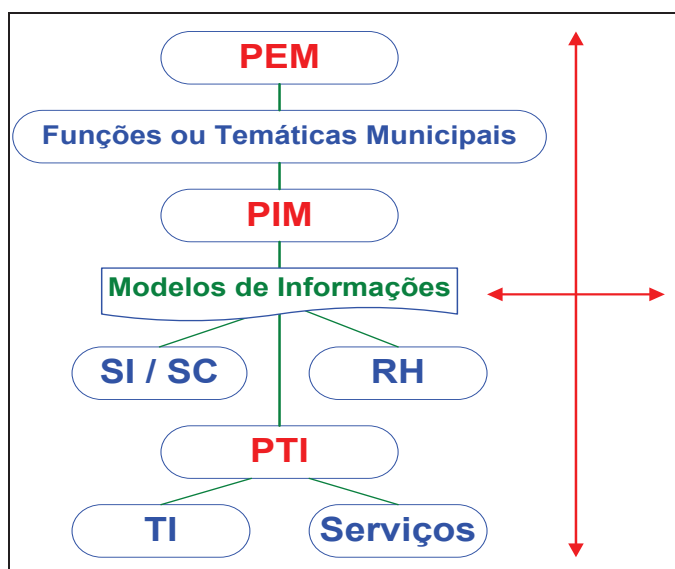 PEM
Funções ou Temáticas Municipais
PIM
Modelos de Informações
SI / SC
RH
PTI
TI
Serviços